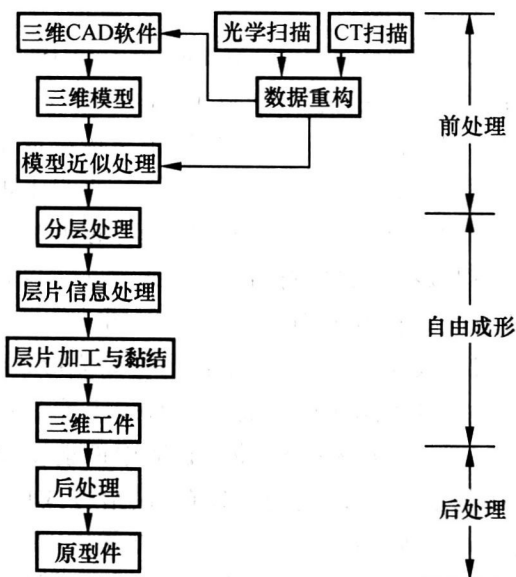 三维CAD软件
光学扫描
CT扫描
三维模型
数据重构
前处理
模型近似处理
分层处理
层片信息处理
自由成形
层片加工与黏结
三维工件
后处理
后处理
原型件